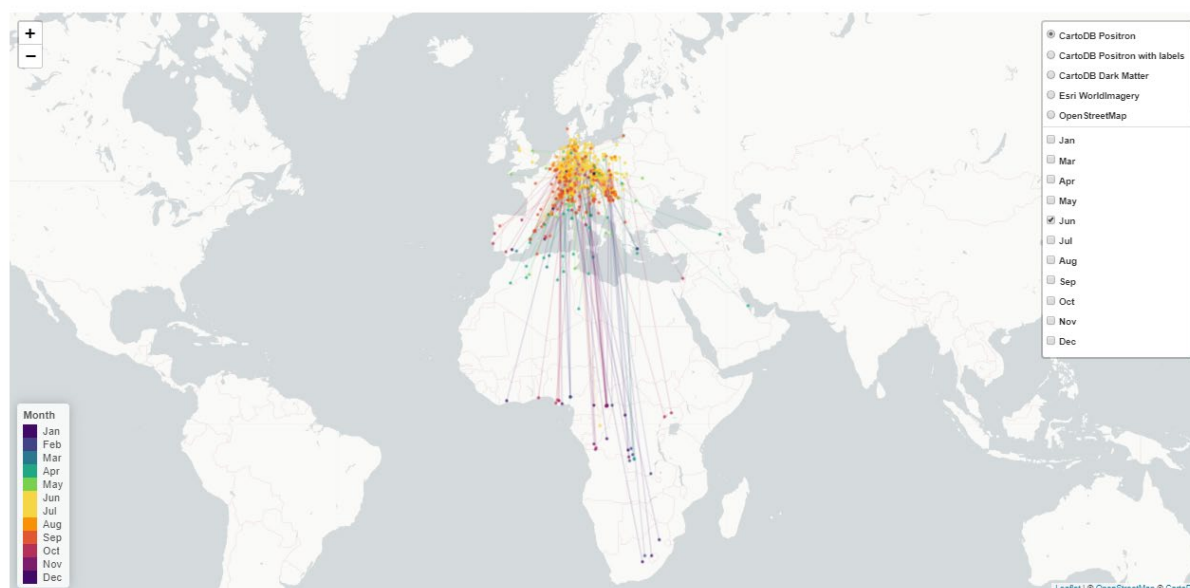 +
−
CartoDB Positron
CartoDB Positron with labels
CartoDB Dark Matter
Esri WorldImagery
OpenStreetMap
Jan
Mar
Apr
May
Jun
Jul
Aug
Sep
Oct
Nov
Dec
Month
Jan
Feb
Mar
Apr
May
Jun
Jul
Aug
Sep
Oct
Nov
Dec
Leaflet | © OpenStreetMap © CartoD